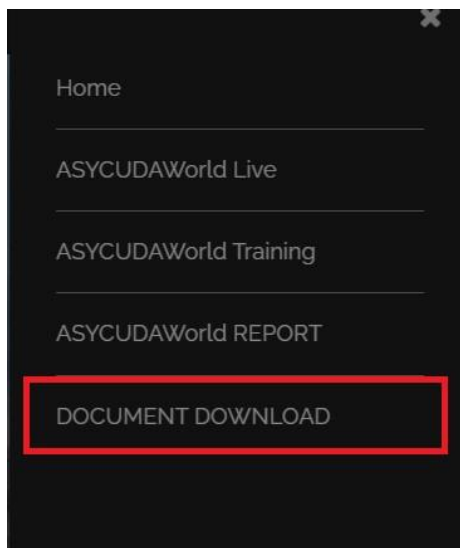 Home
ASYCUDAWorld Live
ASYCUDAWorld Training
ASYCUDAWorld REPORT
DOCUMENT DOWNLOAD